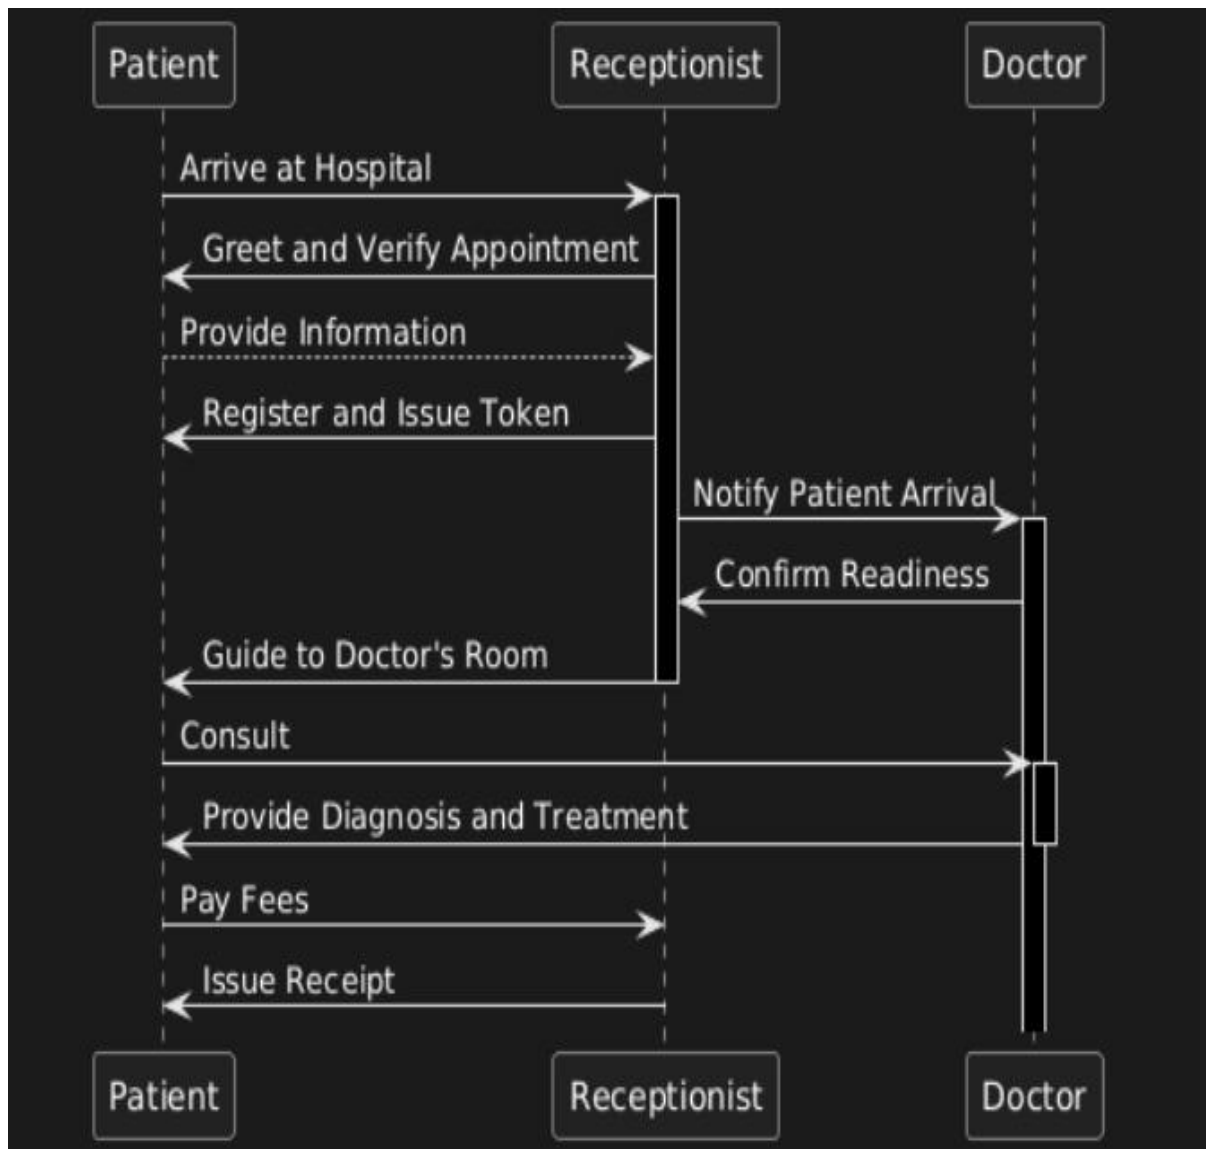 Patient
Receptionist
Doctor
Arrive at Hospital
Greet and Verify Appointment
Provide Information
Register and Issue Token
Notify Patient Arrival
Confirm Readiness
Guide to Doctor's Room
Consult
Provide Diagnosis and Treatment
Pay Fees
Issue Receipt
Patient
Receptionist
Doctor